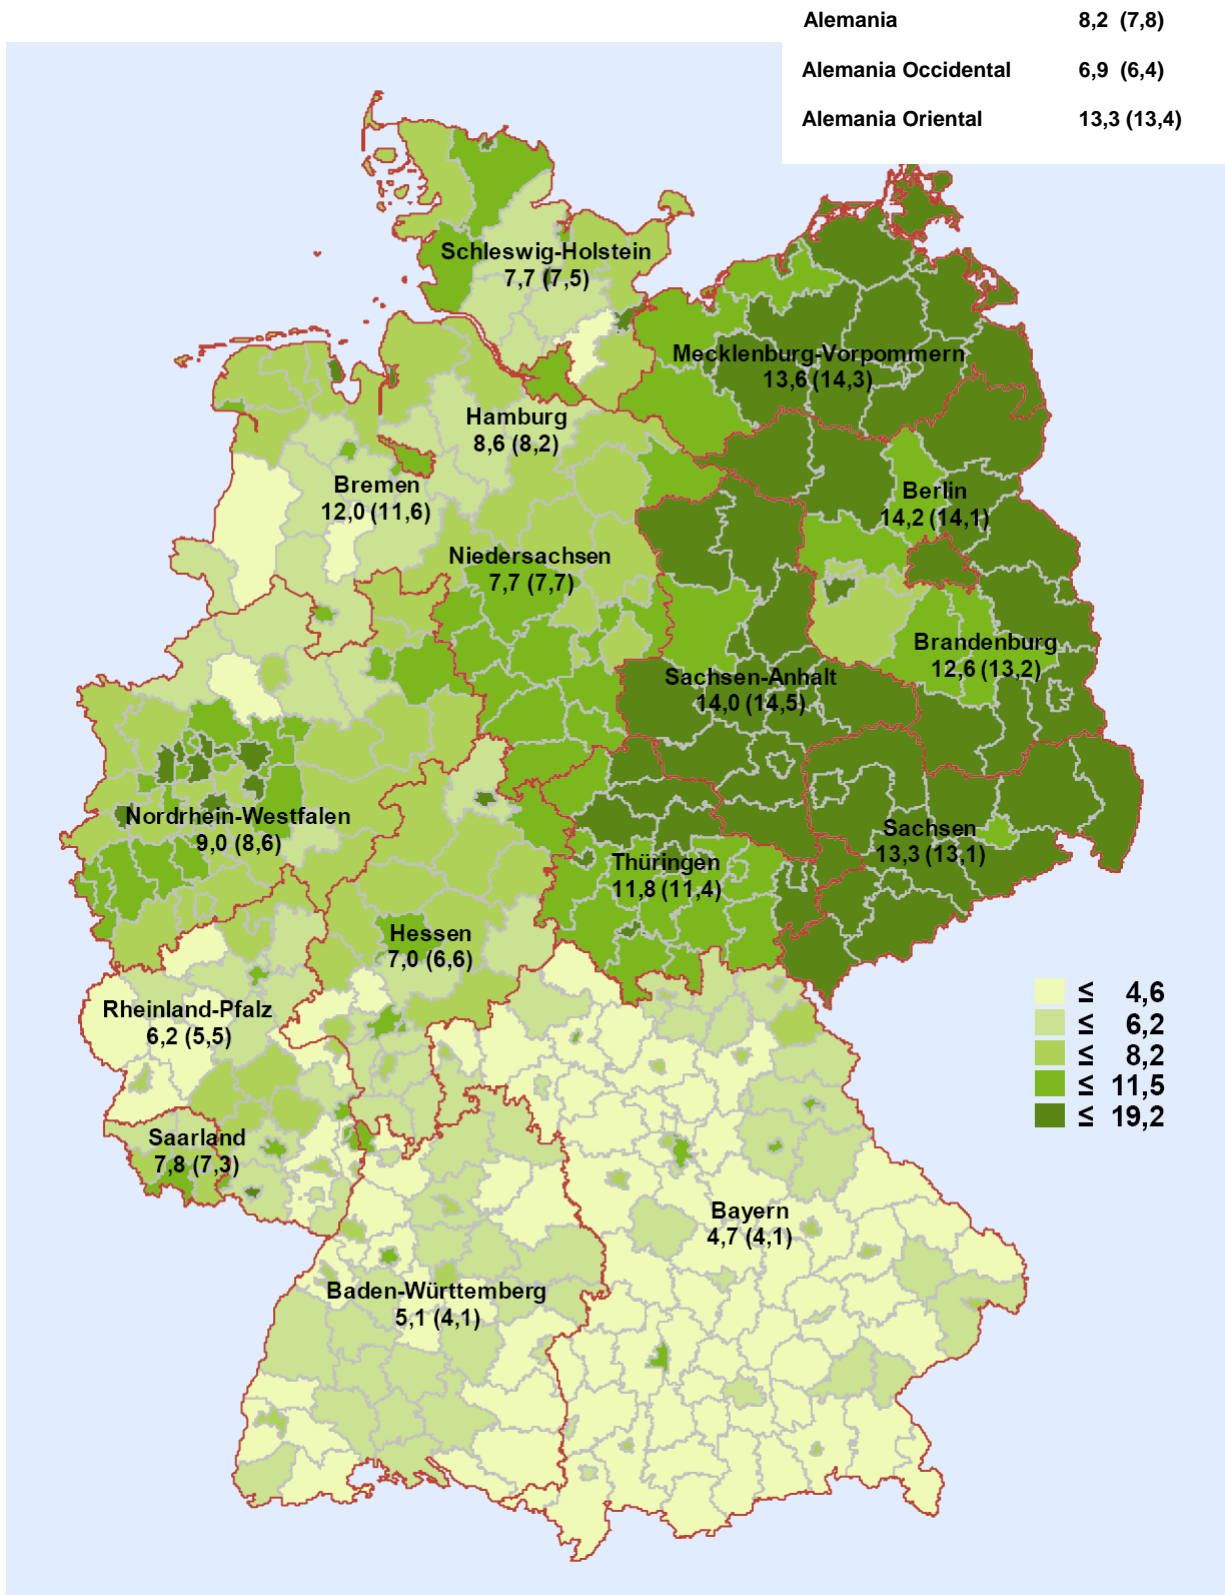 Alemania 8,2 (7,8)
Alemania Occidental 6,9 (6,4)
Alemania Oriental 13,3 (13,4)
Schleswig-Holstein
7,7 (7,5)
Mecklenburg-Vorpommern
13,6 (14,3)
Hamburg
8,6 (8,2)
Bremen
12,0 (11,6)
Berlin
14,2 (14,1)
Niedersachsen
7,7 (7,7)
Brandenburg
12,6 (13,2)
Sachsen-Anhalt
14,0 (14,5)
Nordrhein-Westfalen
9,0 (8,6)
Sachsen
13,3 (13,1)
Thüringen
11,8 (11,4)
Hessen
7,0 (6,6)
Rheinland-Pfalz
6,2 (5,5)
≤ 4,6
≤ 6,2
≤ 8,2
≤ 11,5
≤ 19,2
Saarland
7,8 (7,3)
Bayern
4,7 (4,1)
Baden-Württemberg
5,1 (4,1)